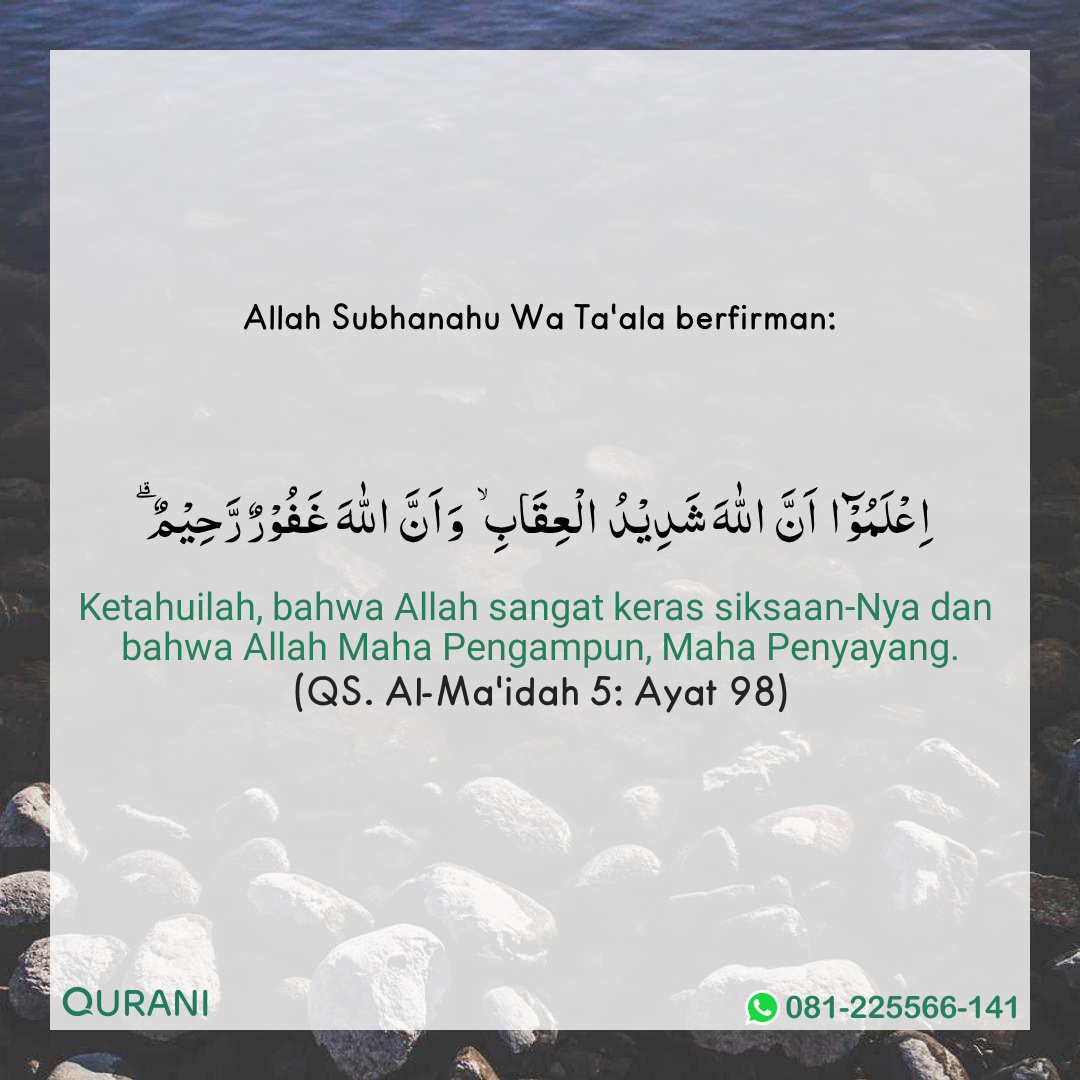 Allah Subhanahu Wa Ta'ala berfirman:
اِعْلَمُوْۤا اَنَّ اللّٰهَ شَدِيْدُ الْعِقَا بِ ۙ وَاَ نَّ اللّٰهَ غَفُوْرٌ رَّحِيْمٌ ۗ
Ketahuilah, bahwa Allah sangat keras siksaan-Nya dan
bahwa Allah Maha Pengampun, Maha Penyayang.
(QS. Al-Ma'idah 5: Ayat 98)
QURANI
081-225566-141